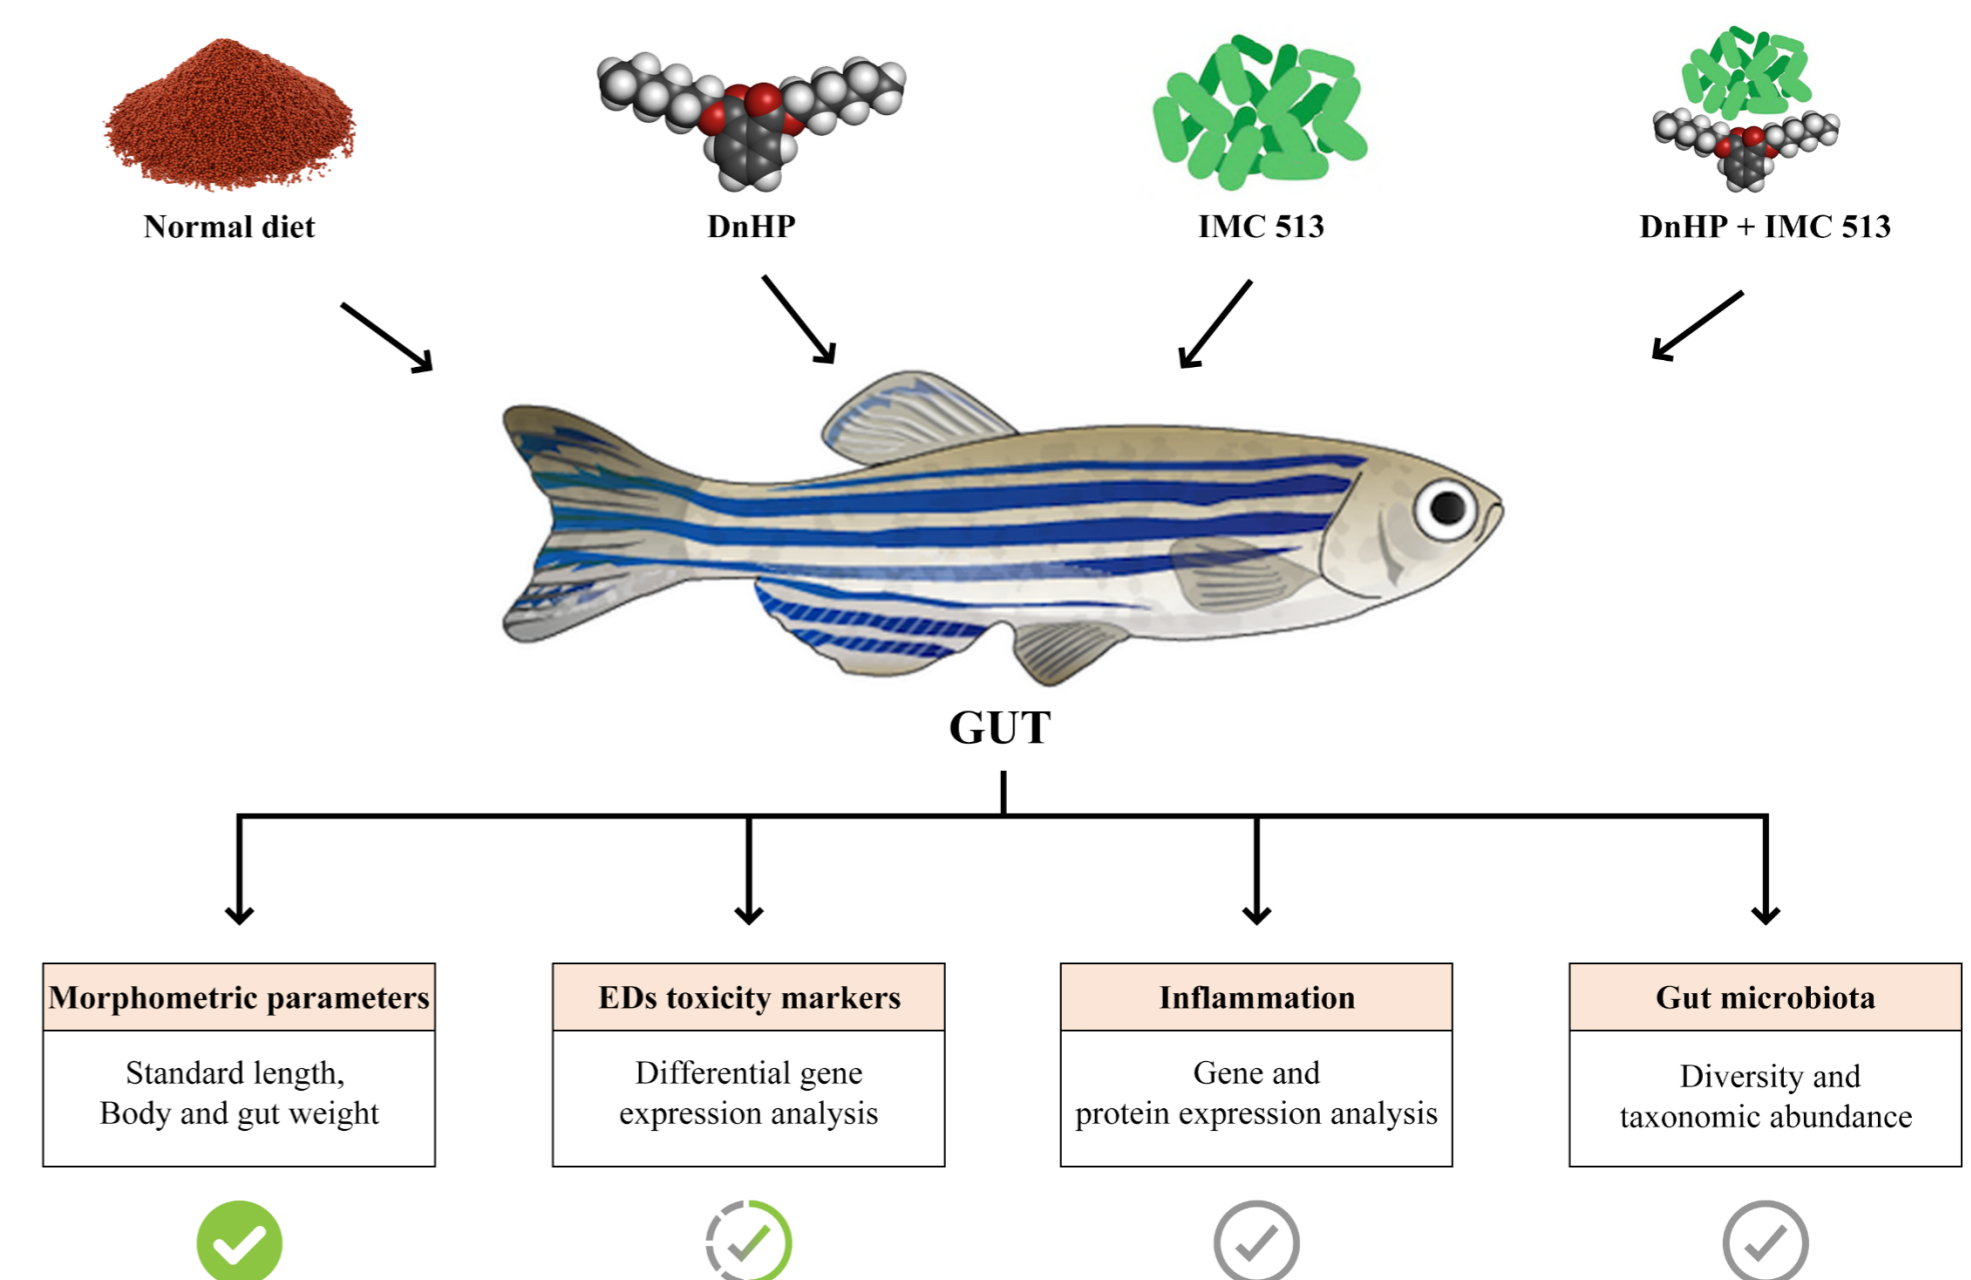 Normal diet
DnHP
IMC 513
DnHP + IMC 513
GUT
Morphometric parameters
Standard length,
Body and gut weight
EDs toxicity markers
Differential gene
expression analysis
Inflammation
Gene and
protein expression analysis
Gut microbiota
Diversity and
taxonomic abundance